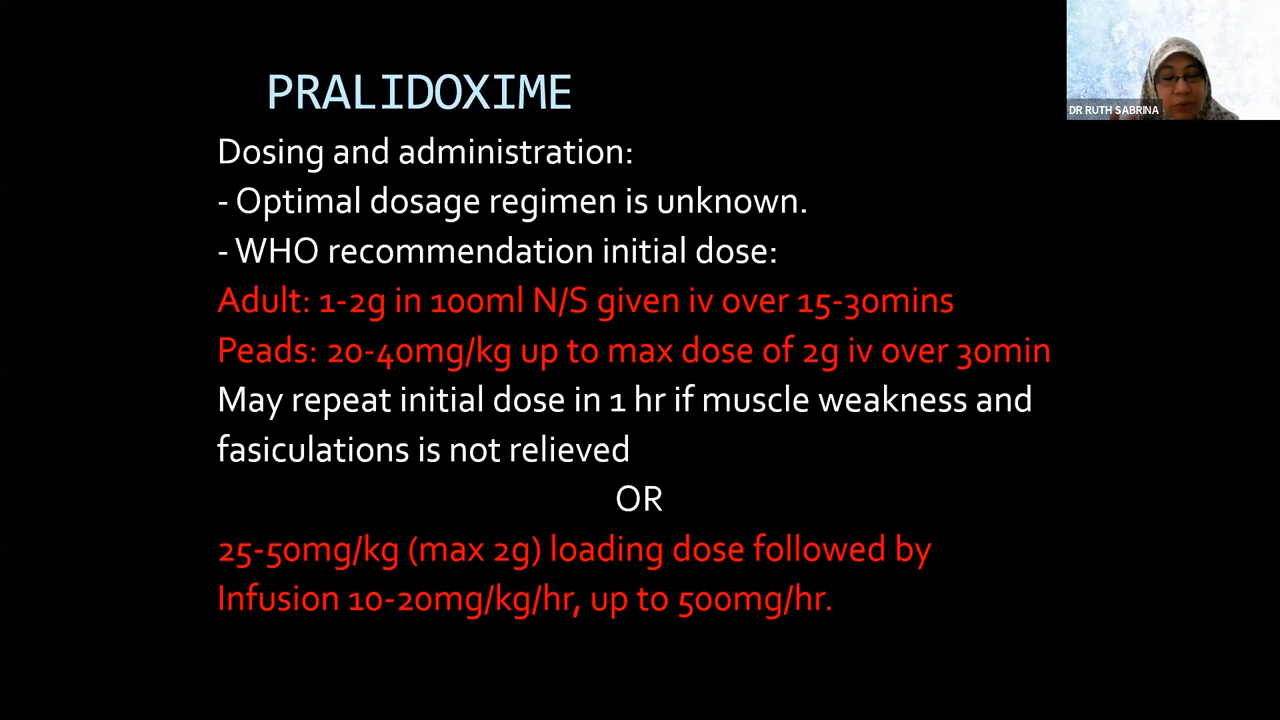 PRALIDOXIME
DR RUTH SABRINA
Dosing and administration:
- Optimal dosage regimen is unknown.
- WHO recommendation initial dose:
Adult: 1-2g in 100ml N/S given iv over 15-30mins
Peads: 20-40mg/kg up to max dose of 2g iv over 30min
May repeat initial dose in 1 hr if muscle weakness and
fasiculations is not relieved
OR
25-50mg/kg (max 2g) loading dose followed by
Infusion 10-20mg/kg/hr, up to 500mg/hr.